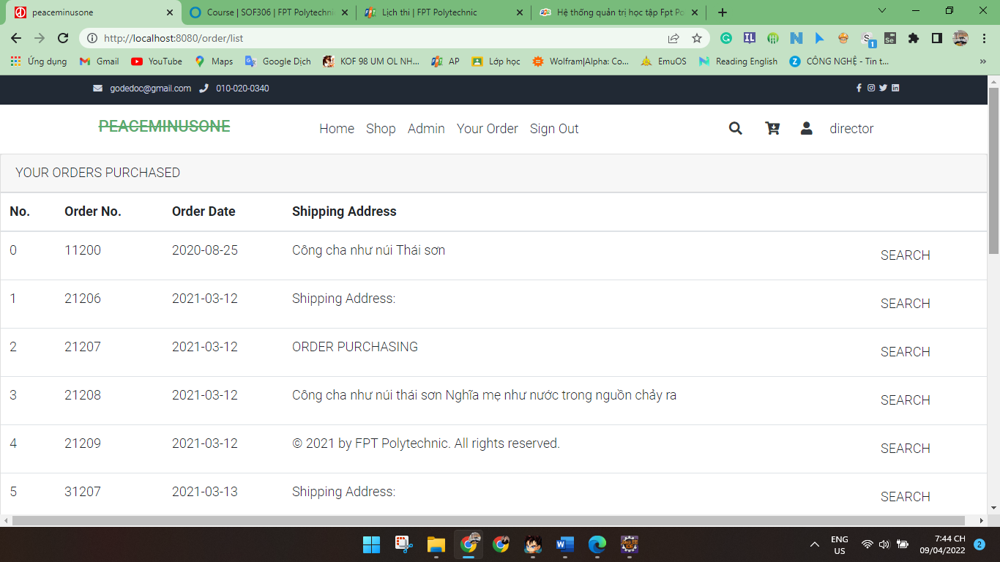 peaceminusone
Course | SOF306 | FPT Polytechni
Lịch thi | FPT Polytechnic
Hệ thống quản trị học tập Fpt Po
http://localhost:8080/order/list
Ứng dụng
Gmail
YouTube
Maps
Google Dịch
KOF 98 UM OL NH...
AP
Lớp học
Wolfram|Alpha: Co...
EmuOS
Reading English
CÔNG NGHỆ - Tin t...
godedoc@gmail.com 010-020-0340
PEACEMINUSONE
Home Shop Admin Your Order Sign Out
director
YOUR ORDERS PURCHASED
No. Order No. Order Date Shipping Address
0 11200 2020-08-25 Công cha như núi Thái sơn SEARCH
1 21206 2021-03-12 Shipping Address: SEARCH
2 21207 2021-03-12 ORDER PURCHASING SEARCH
3 21208 2021-03-12 Công cha như núi thái sơn Nghĩa mẹ như nước trong nguồn chảy ra SEARCH
4 21209 2021-03-12 © 2021 by FPT Polytechnic. All rights reserved. SEARCH
5 31207 2021-03-13 Shipping Address: SEARCH
ENG
US
7:44 CH
09/04/2022
2